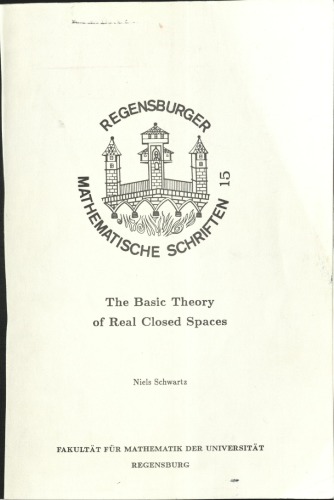 REGENSBURGER
MATHEMATISCHE SCHRIFTEN 15
The Basic Theory
of Real Closed Spaces
Niels Schwartz
FAKULTÄT FÜR MATHEMATIK DER UNIVERSITÄT
REGENSBURG